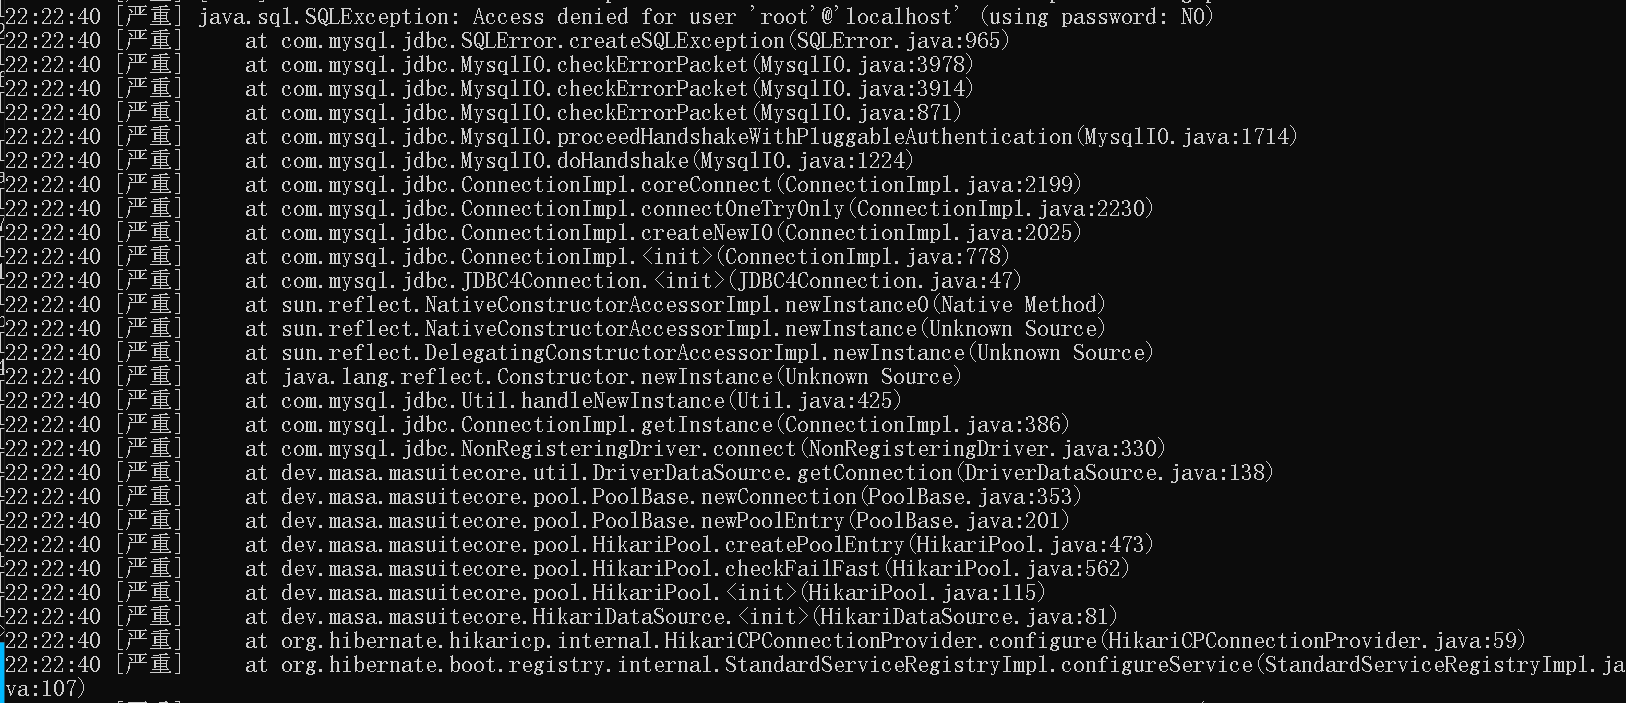 22:22:40 [严重] java.sql.SQLException: Access denied for user 'root'@'localhost' (using password: NO)
22:22:40 [严重]     at com.mysql.jdbc.SQLError.createSQLException(SQLError.java:965)
22:22:40 [严重]     at com.mysql.jdbc.MysqlIO.checkErrorPacket(MysqlIO.java:3978)
22:22:40 [严重]     at com.mysql.jdbc.MysqlIO.checkErrorPacket(MysqlIO.java:3914)
22:22:40 [严重]     at com.mysql.jdbc.MysqlIO.checkErrorPacket(MysqlIO.java:871)
22:22:40 [严重]     at com.mysql.jdbc.MysqlIO.proceedHandshakeWithPluggableAuthentication(MysqlIO.java:1714)
22:22:40 [严重]     at com.mysql.jdbc.MysqlIO.doHandshake(MysqlIO.java:1224)
22:22:40 [严重]     at com.mysql.jdbc.ConnectionImpl.coreConnect(ConnectionImpl.java:2199)
22:22:40 [严重]     at com.mysql.jdbc.ConnectionImpl.connectOneTryOnly(ConnectionImpl.java:2230)
22:22:40 [严重]     at com.mysql.jdbc.ConnectionImpl.createNewIO(ConnectionImpl.java:2025)
22:22:40 [严重]     at com.mysql.jdbc.ConnectionImpl.<init>(ConnectionImpl.java:778)
22:22:40 [严重]     at com.mysql.jdbc.JDBC4Connection.<init>(JDBC4Connection.java:47)
22:22:40 [严重]     at sun.reflect.NativeConstructorAccessorImpl.newInstance0(Native Method)
22:22:40 [严重]     at sun.reflect.NativeConstructorAccessorImpl.newInstance(Unknown Source)
22:22:40 [严重]     at sun.reflect.DelegatingConstructorAccessorImpl.newInstance(Unknown Source)
22:22:40 [严重]     at java.lang.reflect.Constructor.newInstance(Unknown Source)
22:22:40 [严重]     at com.mysql.jdbc.Util.handleNewInstance(Util.java:425)
22:22:40 [严重]     at com.mysql.jdbc.ConnectionImpl.getInstance(ConnectionImpl.java:386)
22:22:40 [严重]     at com.mysql.jdbc.NonRegisteringDriver.connect(NonRegisteringDriver.java:330)
22:22:40 [严重]     at dev.masa.masuitecore.util.DriverDataSource.getConnection(DriverDataSource.java:138)
22:22:40 [严重]     at dev.masa.masuitecore.pool.PoolBase.newConnection(PoolBase.java:353)
22:22:40 [严重]     at dev.masa.masuitecore.pool.PoolBase.newPoolEntry(PoolBase.java:201)
22:22:40 [严重]     at dev.masa.masuitecore.pool.HikariPool.createPoolEntry(HikariPool.java:473)
22:22:40 [严重]     at dev.masa.masuitecore.pool.HikariPool.checkFailFast(HikariPool.java:562)
22:22:40 [严重]     at dev.masa.masuitecore.pool.HikariPool.<init>(HikariPool.java:115)
22:22:40 [严重]     at dev.masa.masuitecore.HikariDataSource.<init>(HikariDataSource.java:81)
22:22:40 [严重]     at org.hibernate.hikaricp.internal.HikariCPConnectionProvider.configure(HikariCPConnectionProvider.java:59)
22:22:40 [严重]     at org.hibernate.boot.registry.internal.StandardServiceRegistryImpl.configureService(StandardServiceRegistryImpl.ja
va:107)